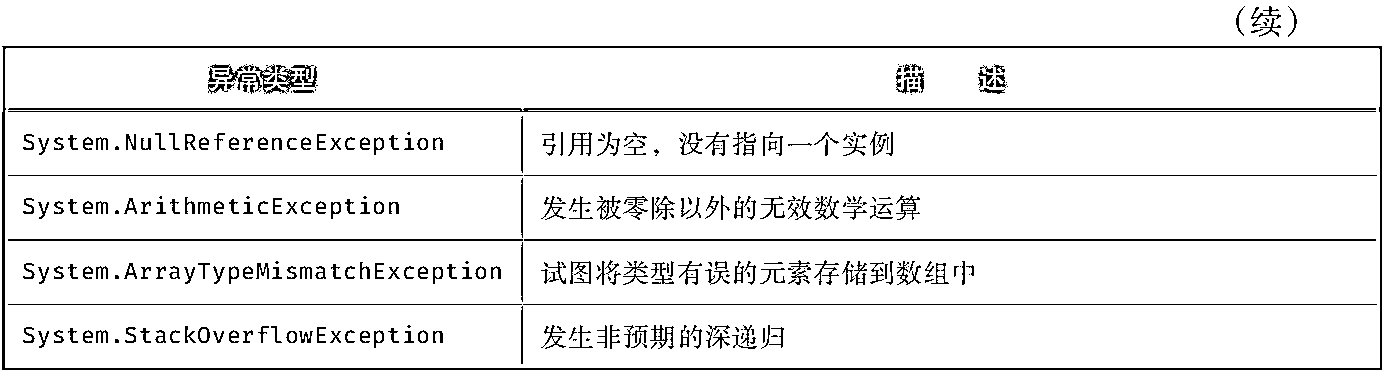 （续）
异常类型 描 述
System.NullReferenceException 引用为空，没有指向一个实例
System.ArithmeticException 发生被零除以外的无效数学运算
System.ArrayTypeMismatchException 试图将类型有误的元素存储到数组中
System.StackOverflowException 发生非预期的深递归